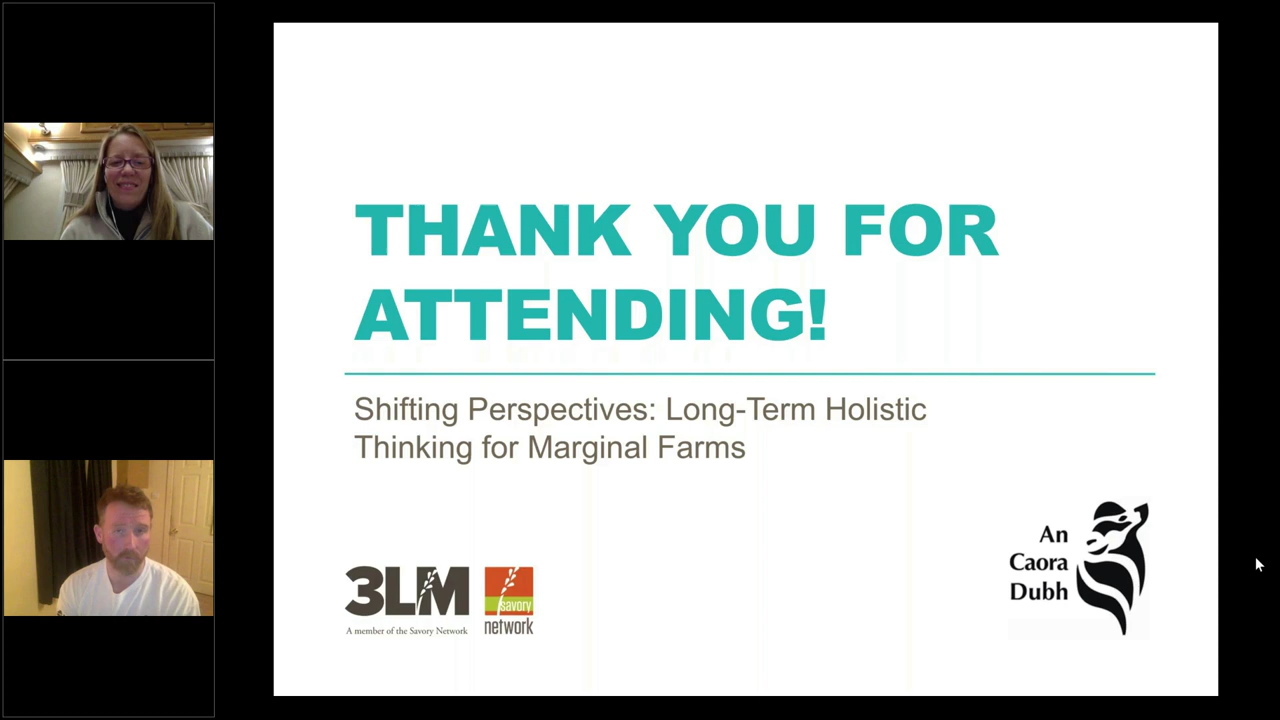 THANK YOU FOR
ATTENDING!
Shifting Perspectives: Long-Term Holistic
Thinking for Marginal Farms
3LM
A member of the Savory Network
savory
network
An
Caora
Dubh